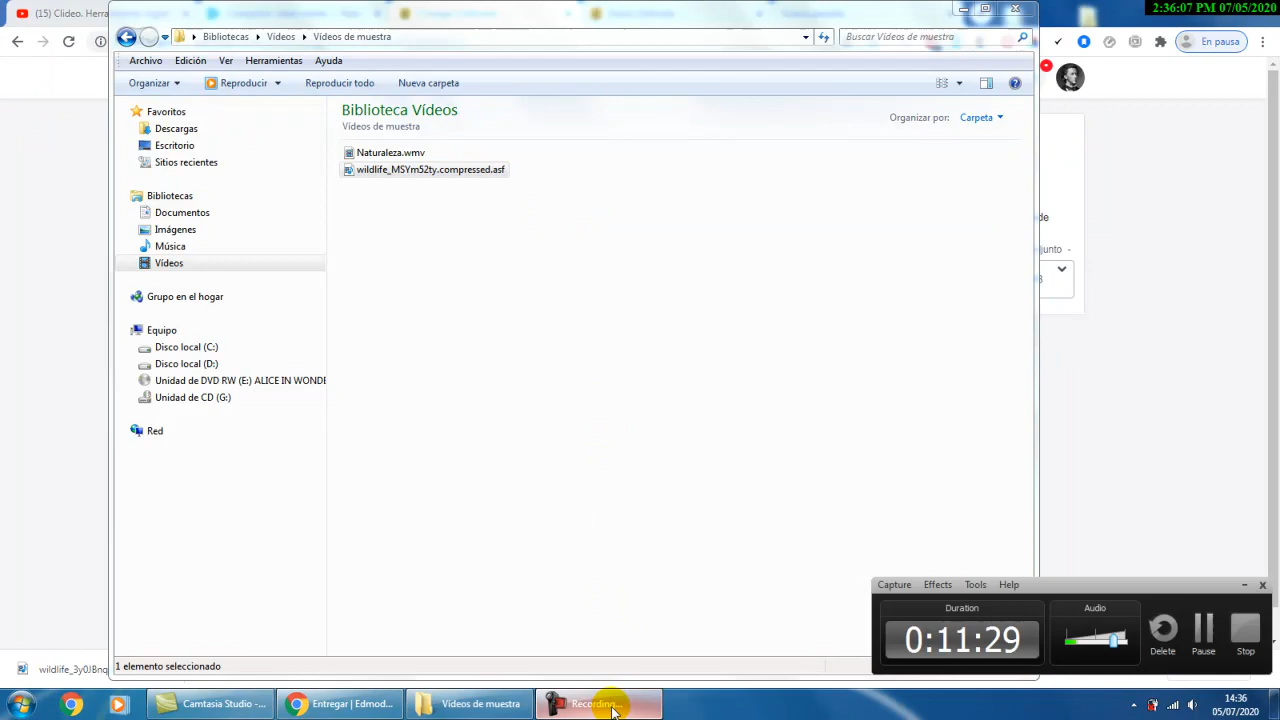 2:36:07 PM 07/05/2020
(15) Clideo. Herra
Bibliotecas Vídeos Vídeos de muestra
Buscar Vídeos de muestra
En pausa
Archivo Edición Ver Herramientas Ayuda
Organizar Reproducir Reproducir todo Nueva carpeta
Favoritos
Descargas
Escritorio
Sitios recientes
Bibliotecas
Documentos
Imágenes
Música
Vídeos
Grupo en el hogar
Equipo
Disco local (C:)
Disco local (D:)
Unidad de DVD RW (E:) ALICE IN WONDE
Unidad de CD (G:)
Red
Biblioteca Vídeos
Vídeos de muestra
Organizar por: Carpeta
Naturaleza.wmv
wildlife_MSYm52ty.compressed.asf
de
junto -
1 elemento seleccionado
wildlife_3y0JBnq
Capture Effects Tools Help
Duration
0:11:29
Audio
Delete
Pause
Stop
Camtasia Studio -...
Entregar | Edmod...
Vídeos de muestra
Recording...
14:36
05/07/2020